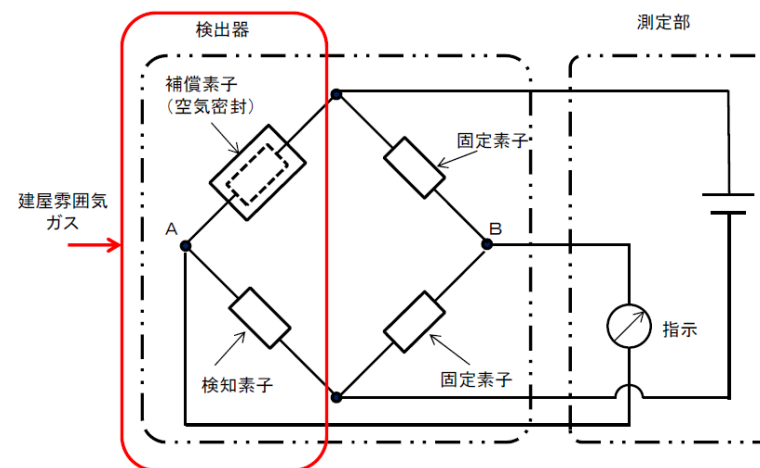 検出器
測定部
補償素子
（空気密封）
固定素子
建屋雰囲気
ガス
A
B
指示
検知素子
固定素子